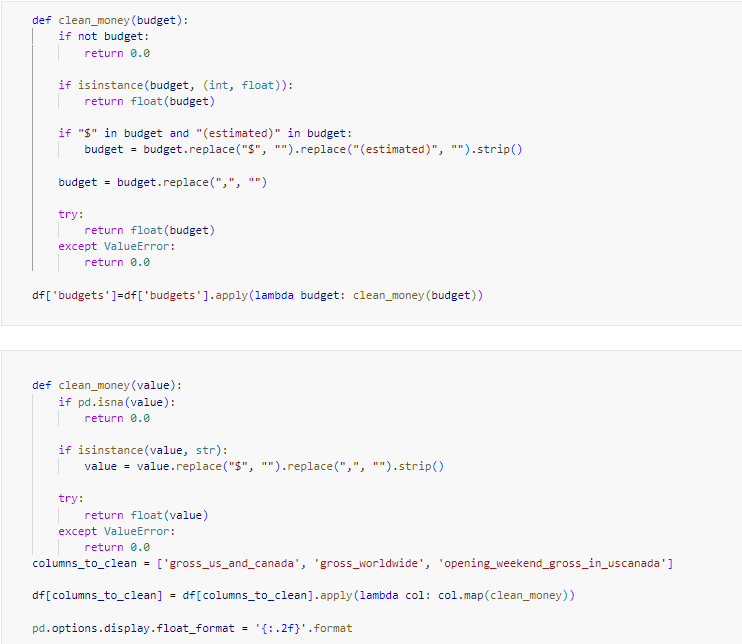 def clean_money(budget):
    if not budget:
        return 0.0
    if isinstance(budget, (int, float)):
        return float(budget)
    if "$" in budget and "(estimated)" in budget:
        budget = budget.replace("$", "").replace("(estimated)", "").strip()
    budget = budget.replace(",", "")
    try:
        return float(budget)
    except ValueError:
        return 0.0
df['budgets']=df['budgets'].apply(lambda budget: clean_money(budget))
def clean_money(value):
    if pd.isna(value):
        return 0.0
    if isinstance(value, str):
        value = value.replace("$", "").replace(",", "").strip()
    try:
        return float(value)
    except ValueError:
        return 0.0
columns_to_clean = ['gross_us_and_canada', 'gross_worldwide', 'opening_weekend_gross_in_uscanada']
df[columns_to_clean] = df[columns_to_clean].apply(lambda col: col.map(clean_money))
pd.options.display.float_format = '{:.2f}'.format